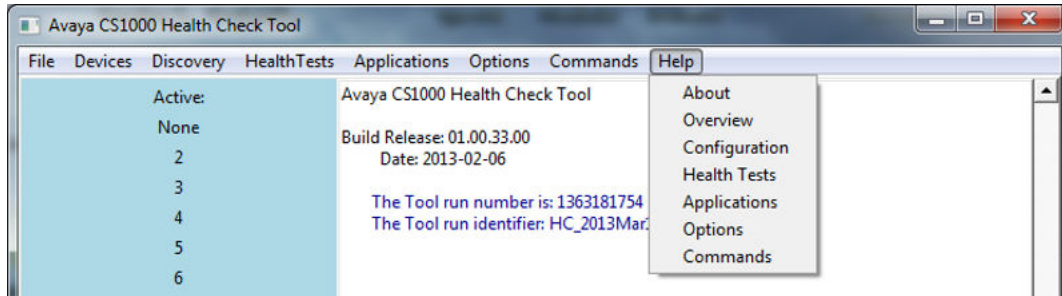 Avaya CS1000 Health Check Tool
File Devices Discovery HealthTests Applications Options Commands Help
Active:
None
2
3
4
5
6
Avaya CS1000 Health Check Tool
Build Release: 01.00.33.00
Date: 2013-02-06
The Tool run number is: 1363181754
The Tool run identifier:
About
Overview
Configuration
Health Tests
Applications
Options
Commands